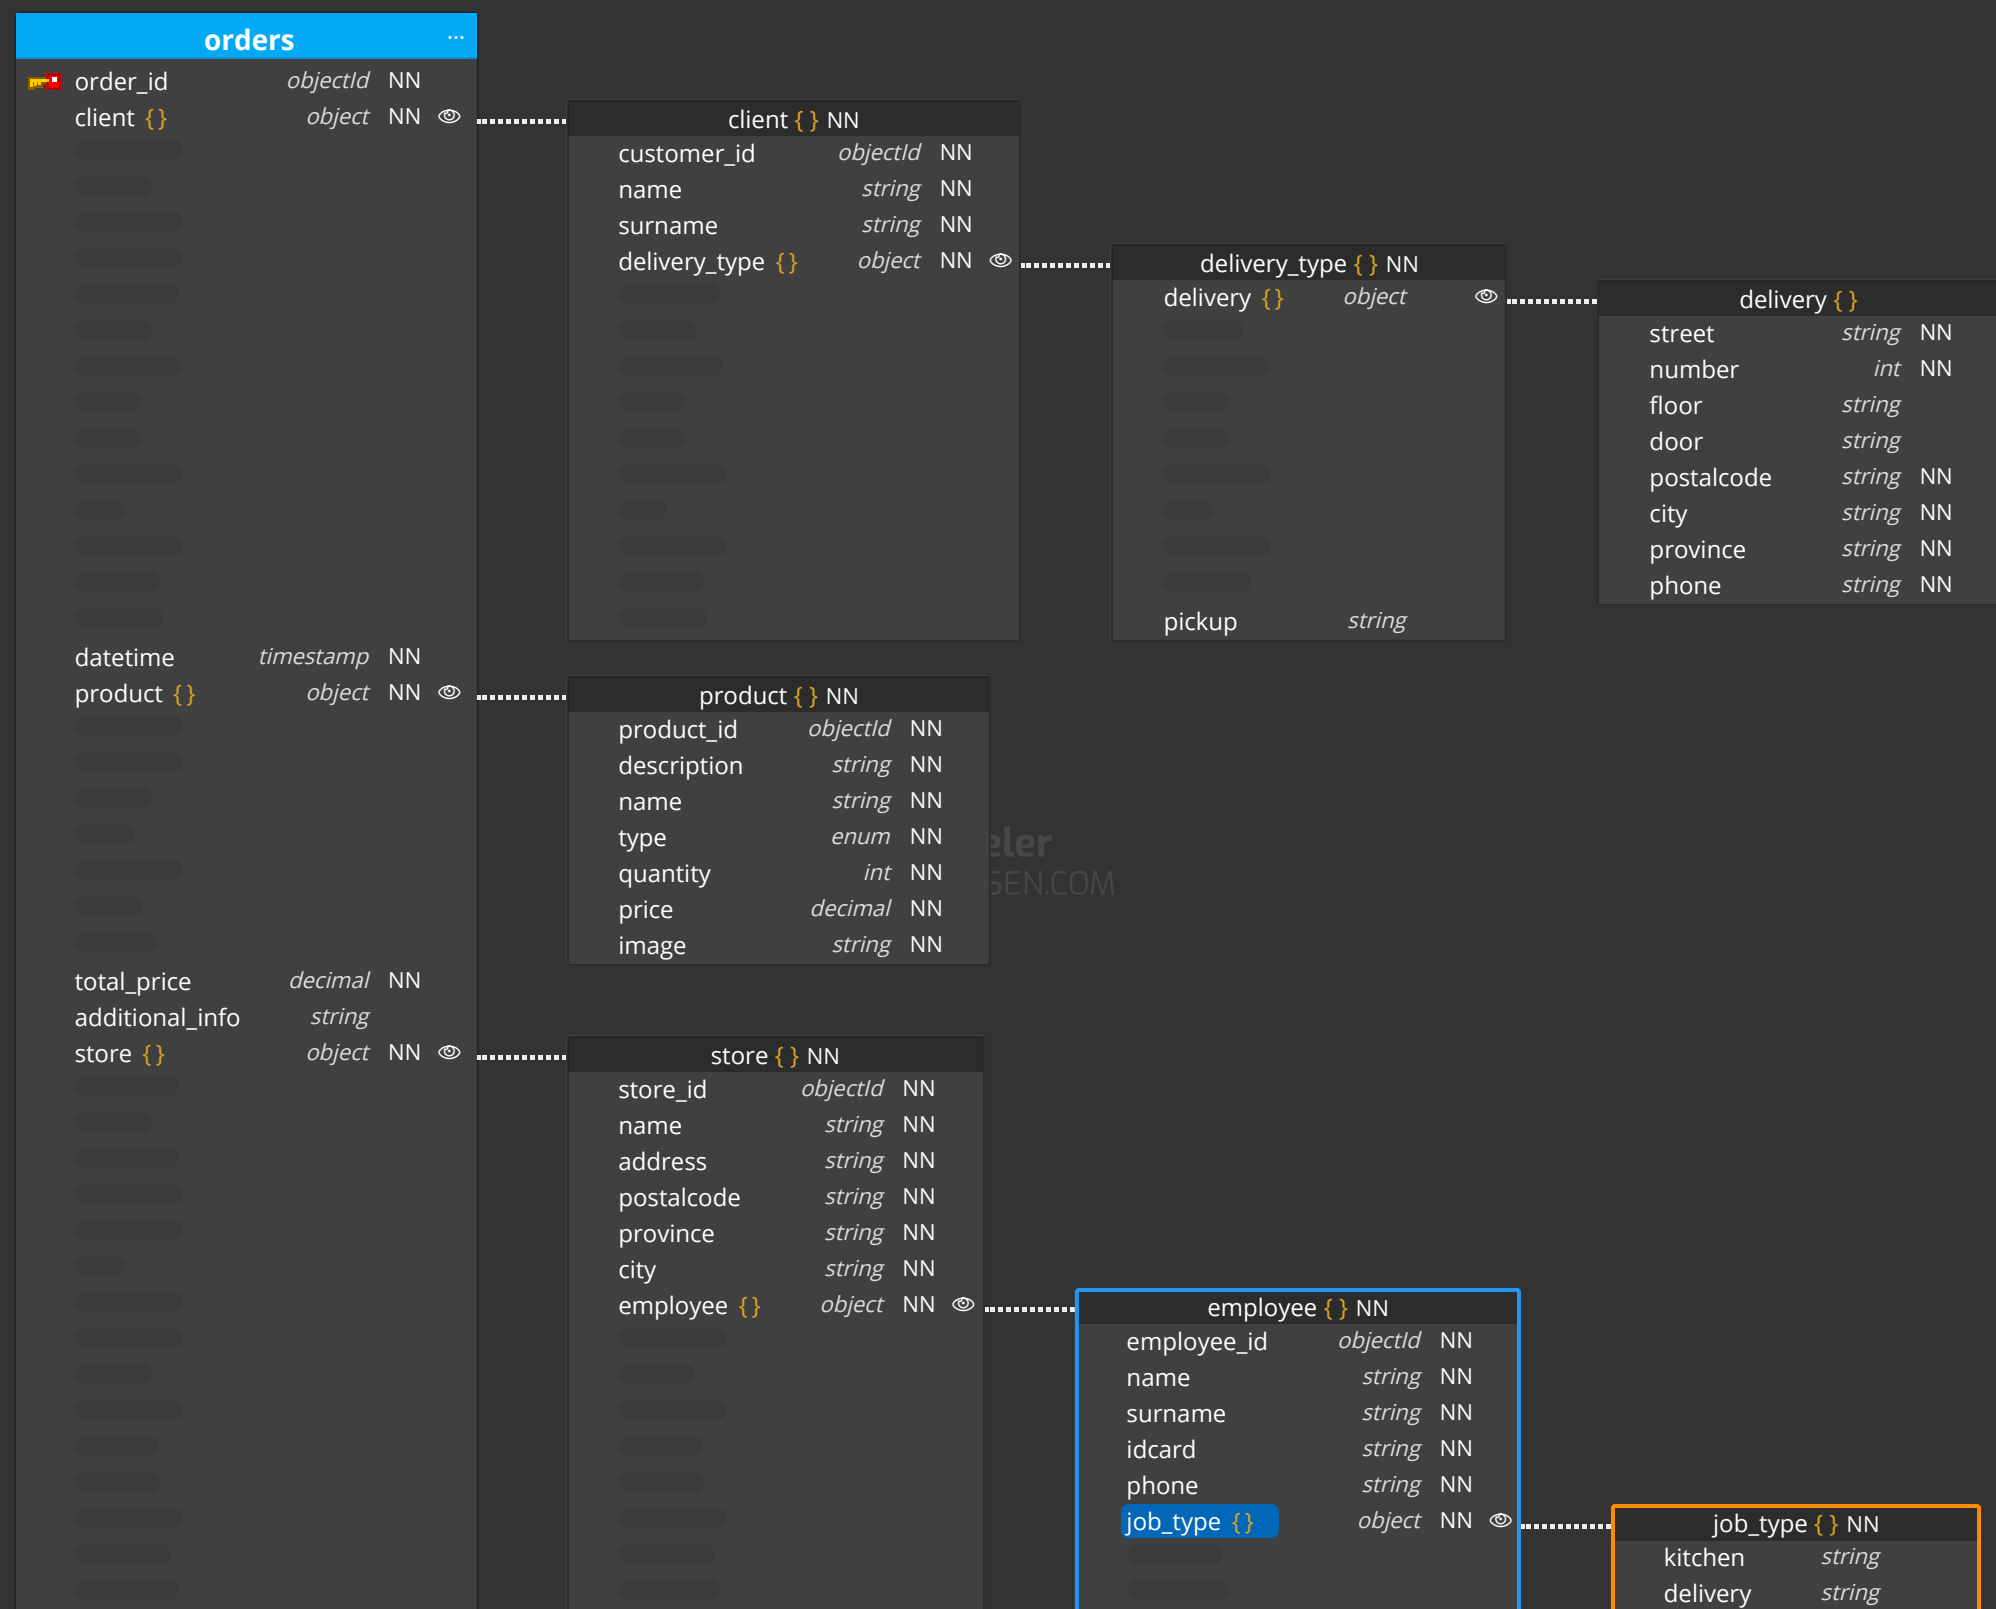 orders ...
order_id objectId NN
client {} object NN
client {} NN
customer_id objectId NN
name string NN
surname string NN
delivery_type {} object NN
delivery_type {} NN
delivery {} object
pickup string
delivery {}
street string NN
number int NN
floor string
door string
postalcode string NN
city string NN
province string NN
phone string NN
datetime timestamp NN
product {} object NN
product {} NN
product_id objectId NN
description string NN
name string NN
type enum NN
quantity int NN
price decimal NN
image string NN
eler
SEN.COM
total_price decimal NN
additional_info string
store {} object NN
store {} NN
store_id objectId NN
name string NN
address string NN
postalcode string NN
province string NN
city string NN
employee {} object NN
employee {} NN
employee_id objectId NN
name string NN
surname string NN
idcard string NN
phone string NN
job_type {} object NN
job_type {} NN
kitchen string
delivery string